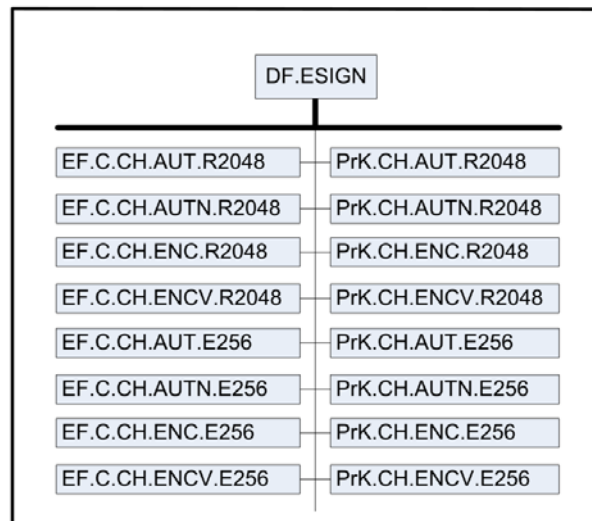 DF.ESIGN
EF.C.CH.AUT.R2048 PrK.CH.AUT.R2048
EF.C.CH.AUTN.R2048 PrK.CH.AUTN.R2048
EF.C.CH.ENC.R2048 PrK.CH.ENC.R2048
EF.C.CH.ENCV.R2048 PrK.CH.ENCV.R2048
EF.C.CH.AUT.E256 PrK.CH.AUT.E256
EF.C.CH.AUTN.E256 PrK.CH.AUTN.E256
EF.C.CH.ENC.E256 PrK.CH.ENC.E256
EF.C.CH.ENCV.E256 PrK.CH.ENCV.E256